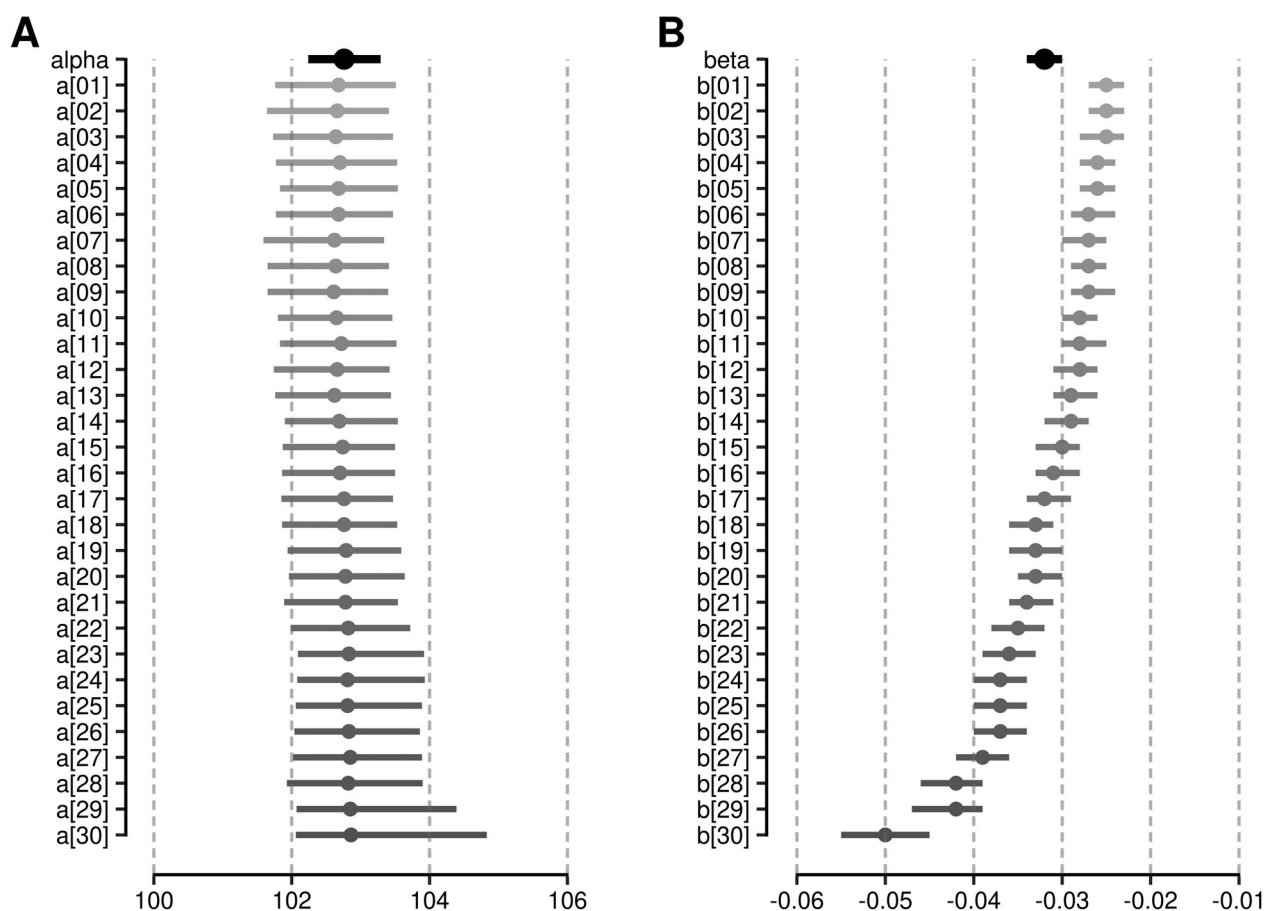 A
alpha
a[01]
a[02]
a[03]
a[04]
a[05]
a[06]
a[07]
a[08]
a[09]
a[10]
a[11]
a[12]
a[13]
a[14]
a[15]
a[16]
a[17]
a[18]
a[19]
a[20]
a[21]
a[22]
a[23]
a[24]
a[25]
a[26]
a[27]
a[28]
a[29]
a[30]
100 102 104 106
B
beta
b[01]
b[02]
b[03]
b[04]
b[05]
b[06]
b[07]
b[08]
b[09]
b[10]
b[11]
b[12]
b[13]
b[14]
b[15]
b[16]
b[17]
b[18]
b[19]
b[20]
b[21]
b[22]
b[23]
b[24]
b[25]
b[26]
b[27]
b[28]
b[29]
b[30]
-0.06 -0.05 -0.04 -0.03 -0.02 -0.01